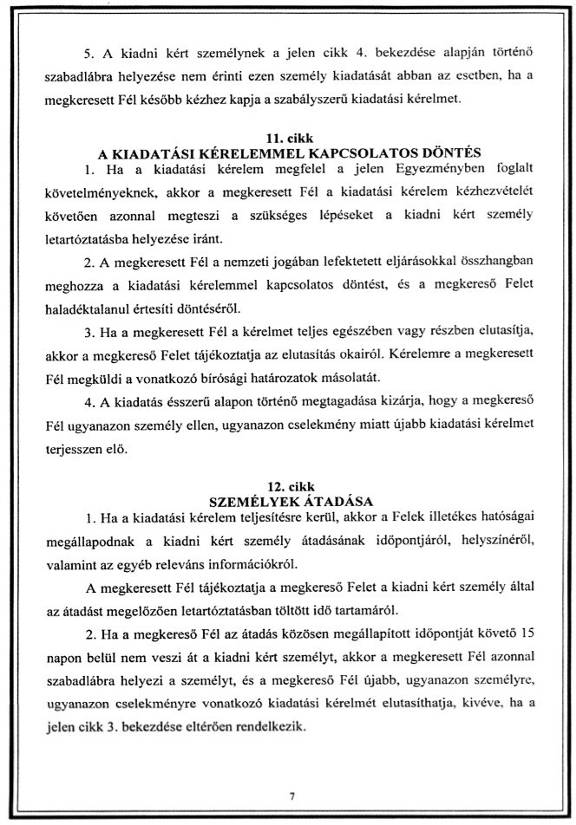 5. A kiadni kért személynek a jelen cikk 4. bekezdése alapján történő
szabadlábra helyezése nem érinti ezen személy kiadatását abban az esetben, ha a
megkeresett Fél később kézhez kapja a szabályszerű kiadatási kérelmet.
11. cikk
A KIADATÁSI KÉRELEMMEL KAPCSOLATOS DÖNTÉS
1. Ha a kiadatási kérelem megfelel a jelen Egyezményben foglalt
követelményeknek, akkor a megkeresett Fél a kiadatási kérelem kézhezvételét
követően azonnal megteszi a szükséges lépéseket a kiadni kért személy
letartóztatásba helyezése iránt.
2. A megkeresett Fél a nemzeti jogában lefektetett eljárásokkal összhangban
meghozza a kiadatási kérelemmel kapcsolatos döntést, és a megkereső Felet
haladéktalanul értesíti döntéséről.
3. Ha a megkeresett Fél a kérelmet teljes egészében vagy részben elutasítja,
akkor a megkereső Felet tájékoztatja az elutasítás okairól. Kérelemre a megkeresett
Fél megküldi a vonatkozó bírósági határozatok másolatát.
4. A kiadatás ésszerű alapon történő megtagadása kizárja, hogy a megkereső
Fél ugyanazon személy ellen, ugyanazon cselekmény miatt újabb kiadatási kérelmet
terjesszen elő.
12. cikk
SZEMÉLYEK ÁTADÁSA
1. Ha a kiadatási kérelem teljesítésre kerül, akkor a Felek illetékes hatóságai
megállapodnak a kiadni kért személy átadásának időpontjáról, helyszínéről,
valamint az egyéb releváns információkról.
A megkeresett Fél tájékoztatja a megkereső Felet a kiadni kért személy által
az átadást megelőzően letartóztatásban töltött idő tartamáról.
2. Ha a megkereső Fél az átadás közösen megállapított időpontját követő 15
napon belül nem veszi át a kiadni kért személyt, akkor a megkeresett Fél azonnal
szabadlábra helyezi a személyt, és a megkereső Fél újabb, ugyanazon személyre,
ugyanazon cselekményre vonatkozó kiadatási kérelmét elutasíthatja, kivéve, ha a
jelen cikk 3. bekezdése eltérően rendelkezik.
7